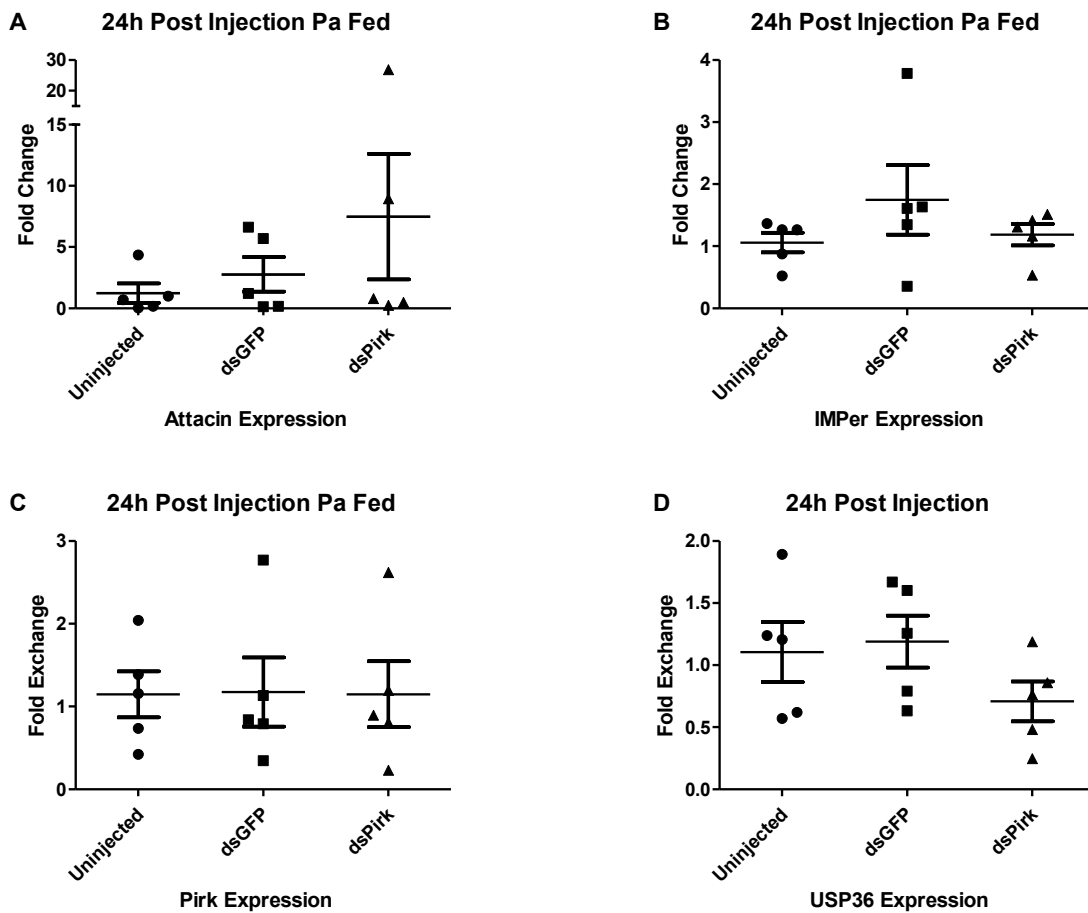 A 24h Post Injection Pa Fed
30
20
15
10
5
0
Fold Change
Uninjected
dsGFP
dsPirk
Attacin Expression
B 24h Post Injection Pa Fed
4
3
2
1
0
Fold Change
Uninjected
dsGFP
dsPirk
IMPer Expression
C 24h Post Injection Pa Fed
3
2
1
0
Fold Exchange
Uninjected
dsGFP
dsPirk
Pirk Expression
D 24h Post Injection
2.0
1.5
1.0
0.5
0.0
Fold Exchange
Uninjected
dsGFP
dsPirk
USP36 Expression